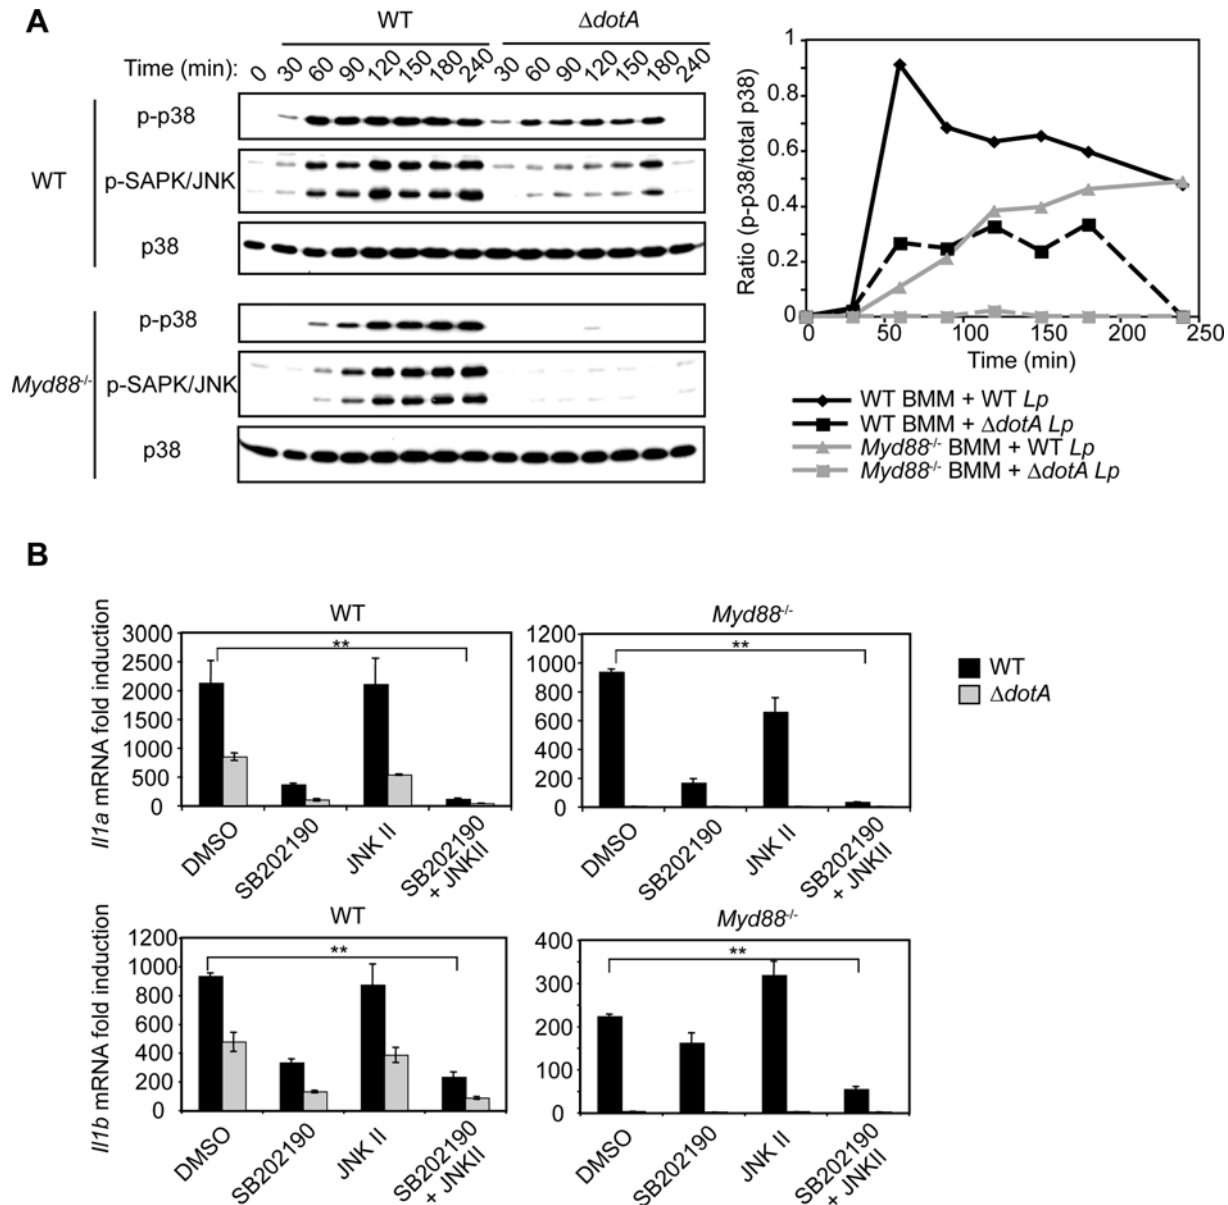 A
WT ΔdotA
Time (min): 0 30 60 90 120 150 180 240 30 60 90 120 150 180 240
p-p38
WT p-SAPK/JNK
p38
p-p38
Myd88-/- p-SAPK/JNK
p38
Ratio (p-p38/total p38)
1
0.8
0.6
0.4
0.2
0
0 50 100 150 200 250
Time (min)
WT BMM + WT Lp
WT BMM + ΔdotA Lp
Myd88-/- BMM + WT Lp
Myd88-/- BMM + ΔdotA Lp
B
Il1a mRNA fold induction
WT
3000
2500
2000
1500
1000
500
0
**
DMSO
SB202190
JNK II
SB202190
+ JNKII
Myd88-/-
1200
1000
800
600
400
200
0
**
DMSO
SB202190
JNK II
SB202190
+ JNKII
WT
ΔdotA
Il1b mRNA fold induction
WT
1200
1000
800
600
400
200
0
**
DMSO
SB202190
JNK II
SB202190
+ JNKII
Myd88-/-
400
300
200
100
0
**
DMSO
SB202190
JNK II
SB202190
+ JNKII